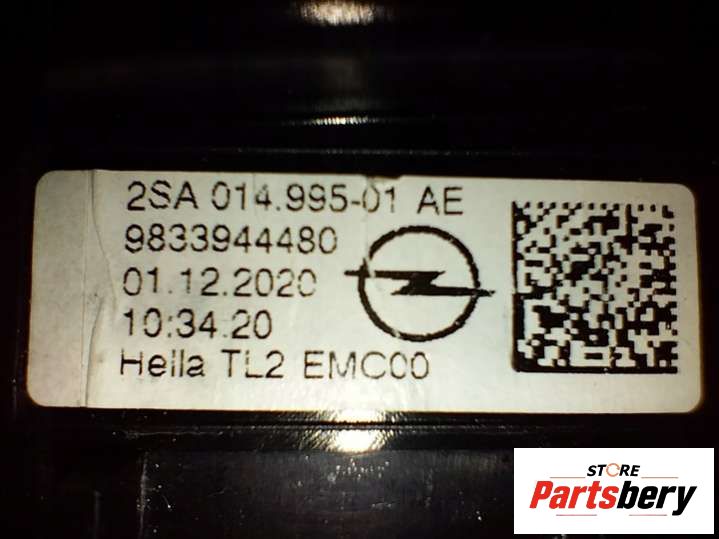 2SA 014.995-01 AE
9833944480
01.12.2020
10:34.20
Hella TL2 EMC00
STORE
Partsbery